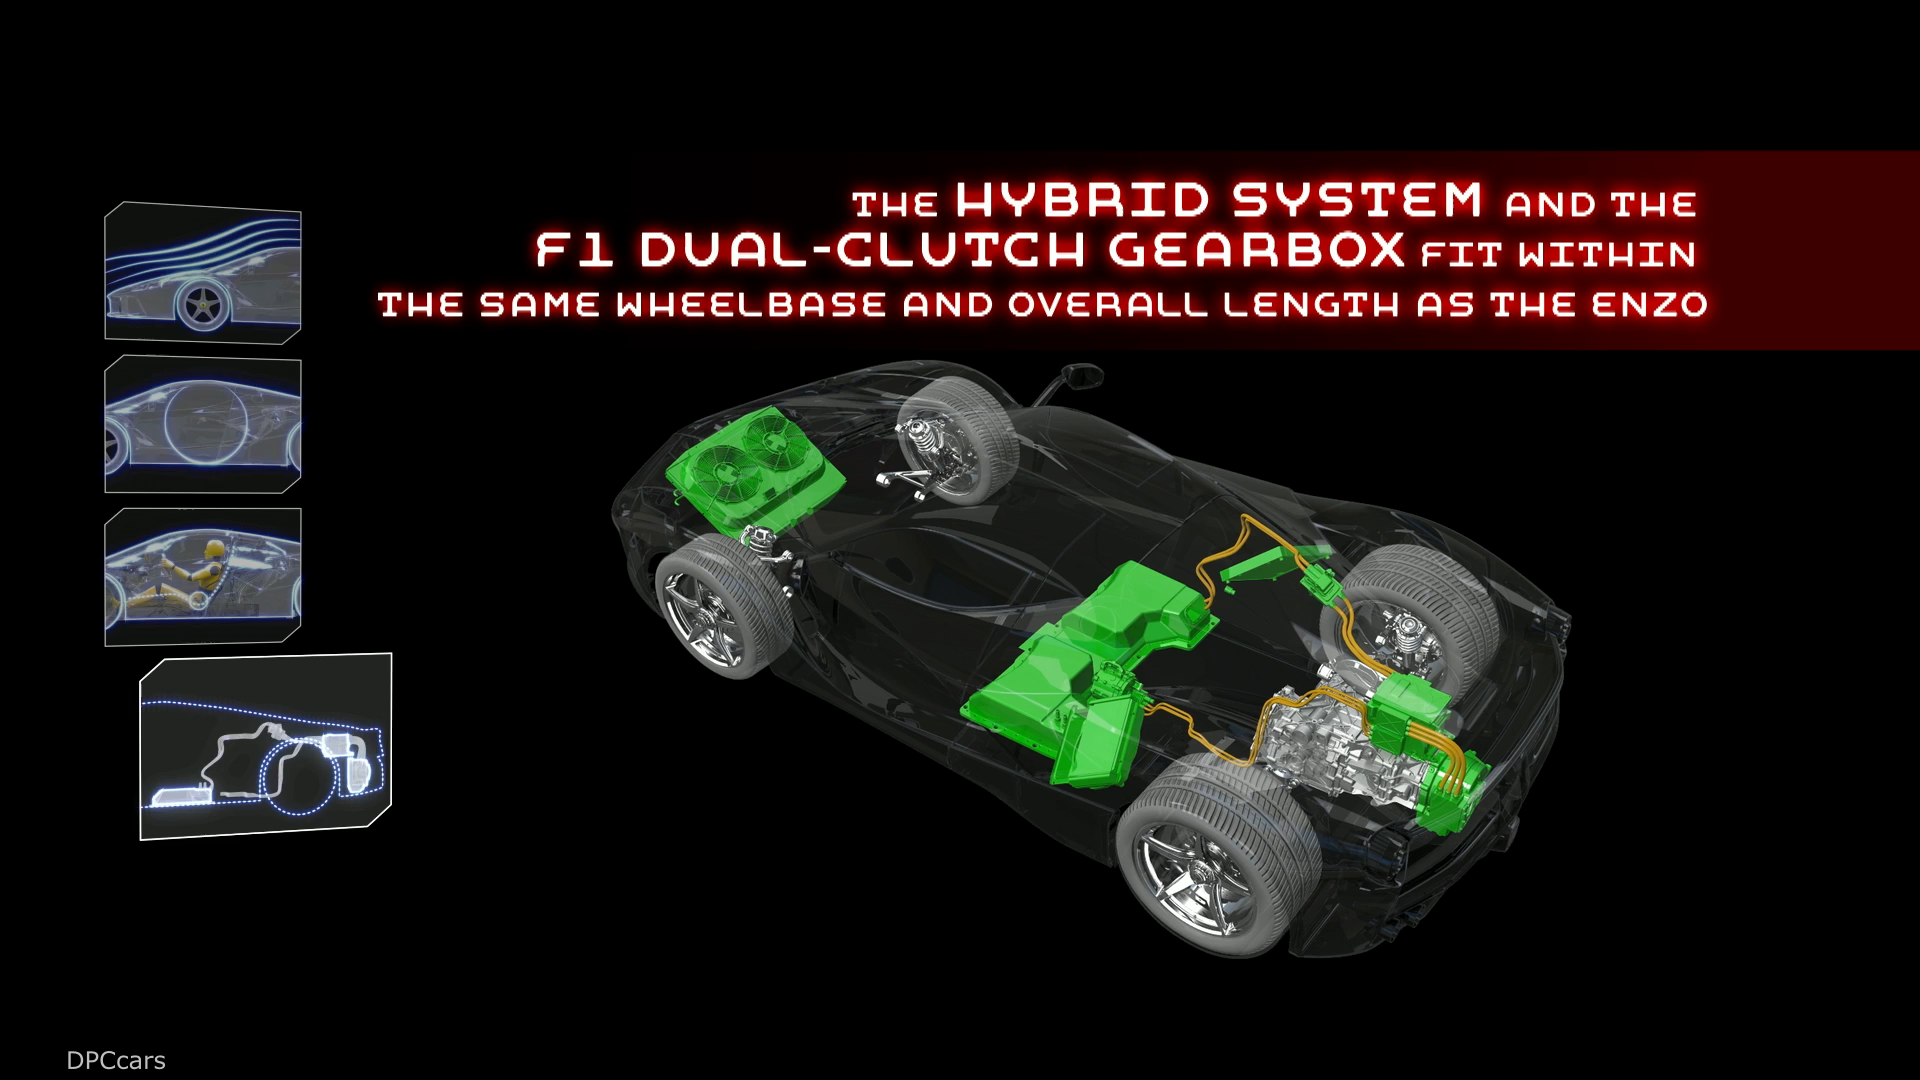 THE HYBRID SYSTEM AND THE
F1 DUAL-CLUTCH GEARBOX FIT WITHIN
THE SAME WHEELBASE AND OVERALL LENGTH AS THE ENZO
DPCcars